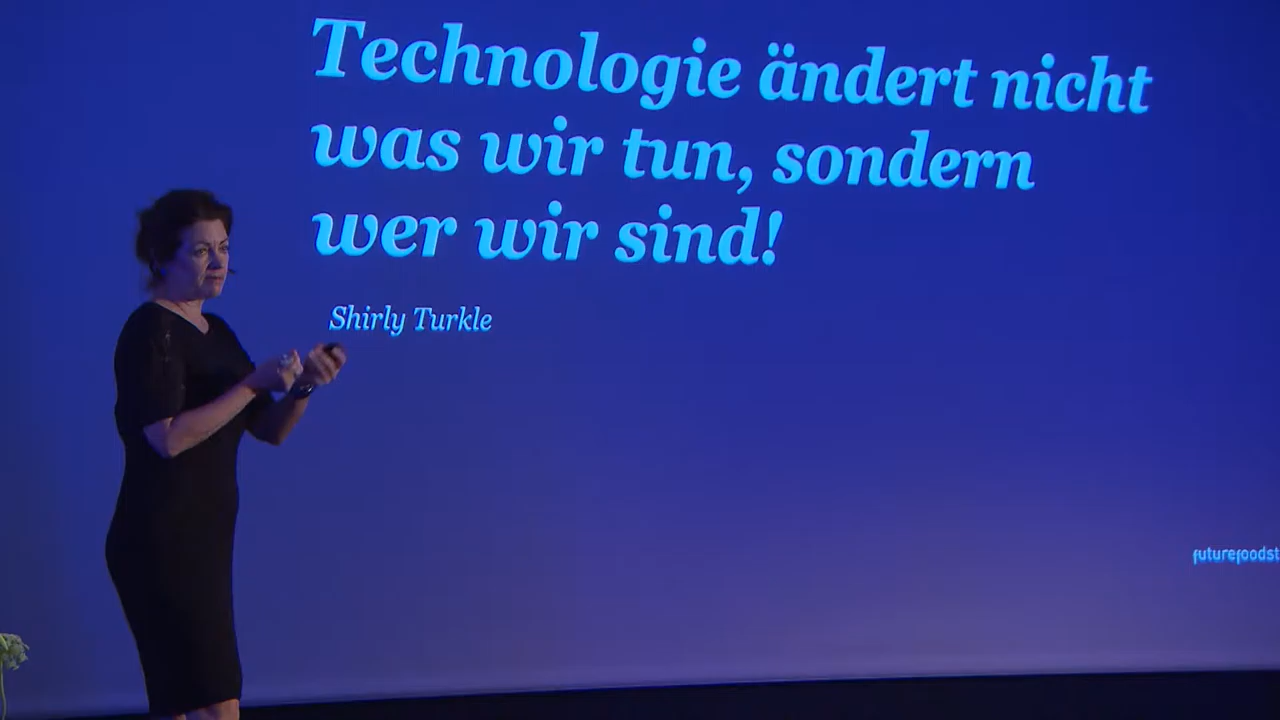 Technologie ändert nicht
was wir tun, sondern
wer wir sind!
Shirly Turkle
futurefoodst